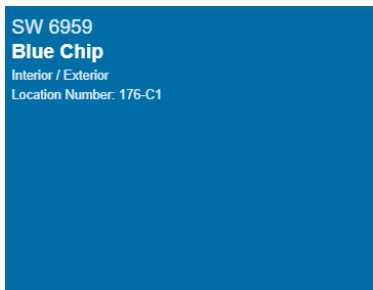 SW 6959
Blue Chip
Interior / Exterior
Location Number: 176-C1